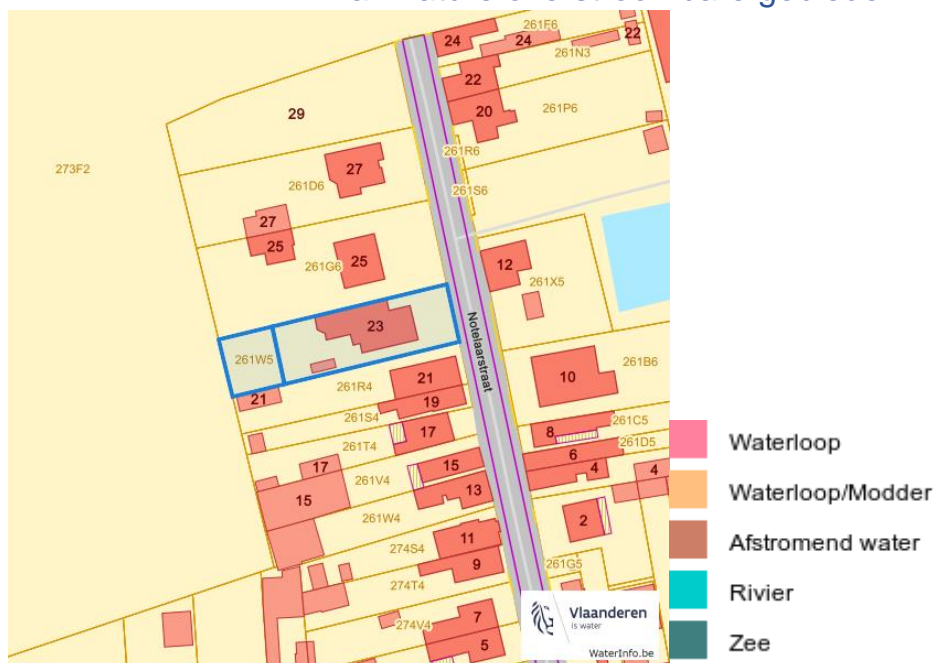 24
261F6
24
22
261N3
22
20
261P6
29
261R6
273F2
27
261D6
261S6
27
25
25
261G6
12
261X5
23
Notelaarstraat
261W5
21
261R4
21
19
10
261B6
261S4
261C5
17
8
261D5
261T4
6
15
4
4
17
261V4
13
15
261W4
2
11
274S4
9
261G5
274T4
7
274V4
5
Vlaanderen
is water
WaterInfo.be
Waterloop
Waterloop/Modder
Afstromend water
Rivier
Zee